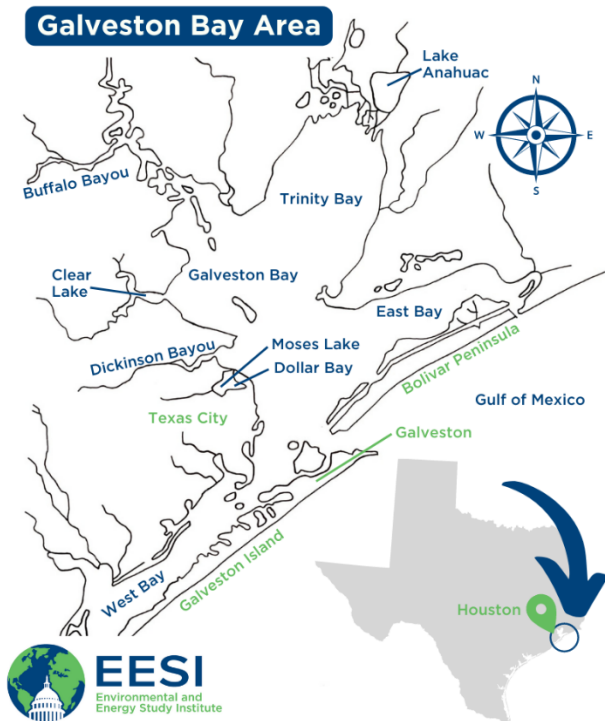 Galveston Bay Area
Lake
Anahuac
N
W
E
S
Buffalo Bayou
Trinity Bay
Clear
Lake
Galveston Bay
East Bay
Dickinson Bayou
Moses Lake
Dollar Bay
Bolivar Peninsula
Texas City
Gulf of Mexico
Galveston
West Bay
Galveston Island
Houston
EESI
Environmental and
Energy Study Institute